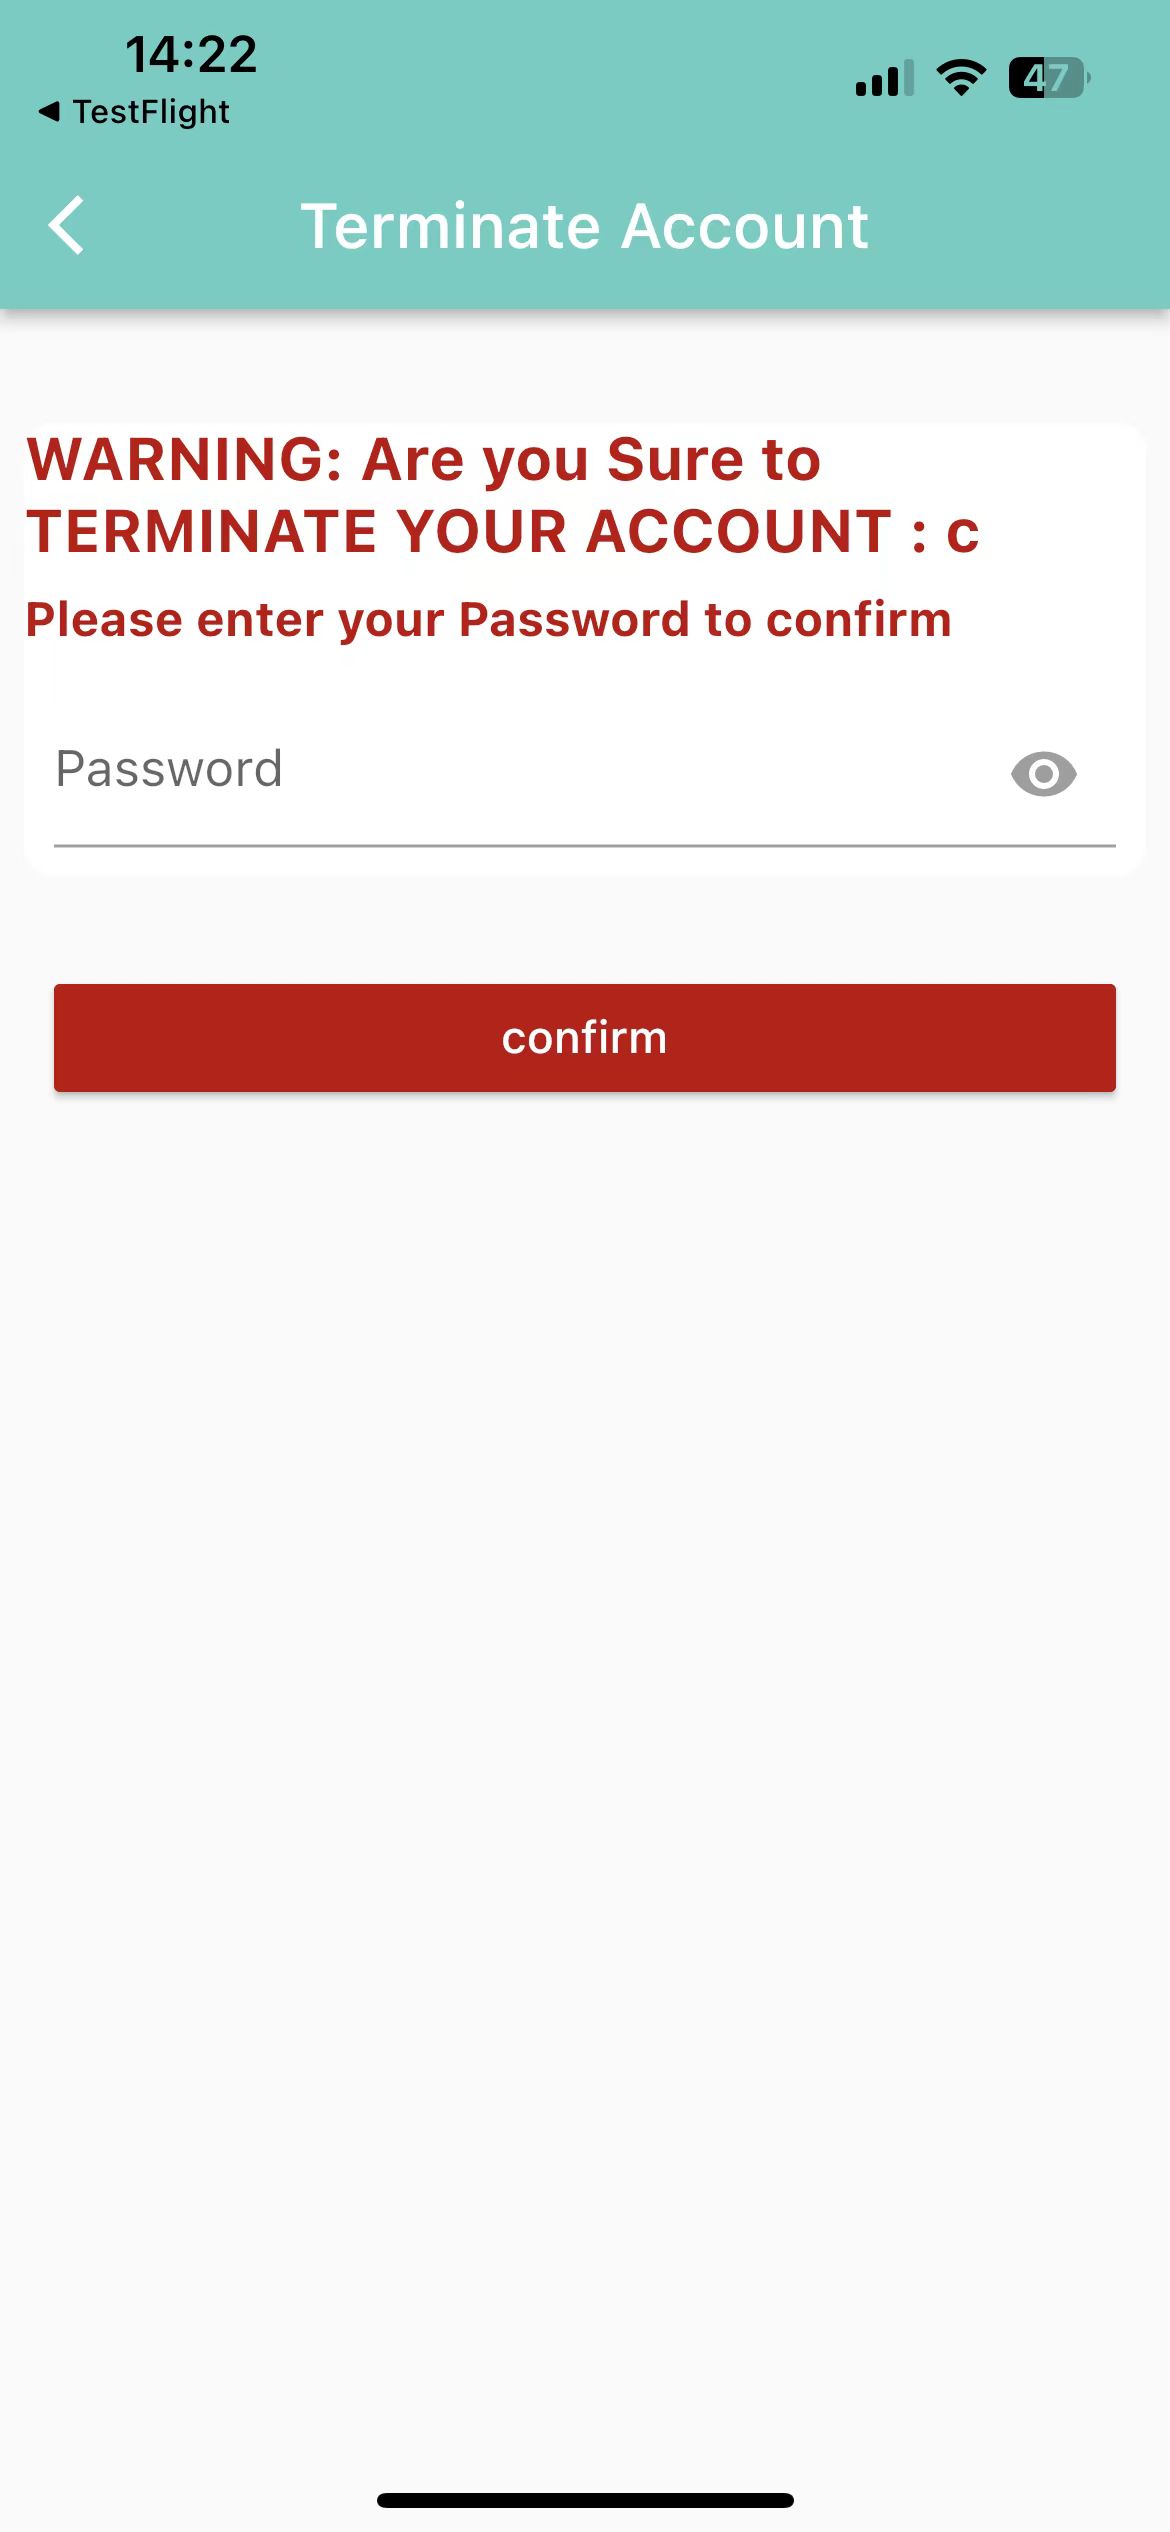 14:22
47
TestFlight
Terminate Account
WARNING: Are you Sure to
TERMINATE YOUR ACCOUNT : c
Please enter your Password to confirm
Password
confirm